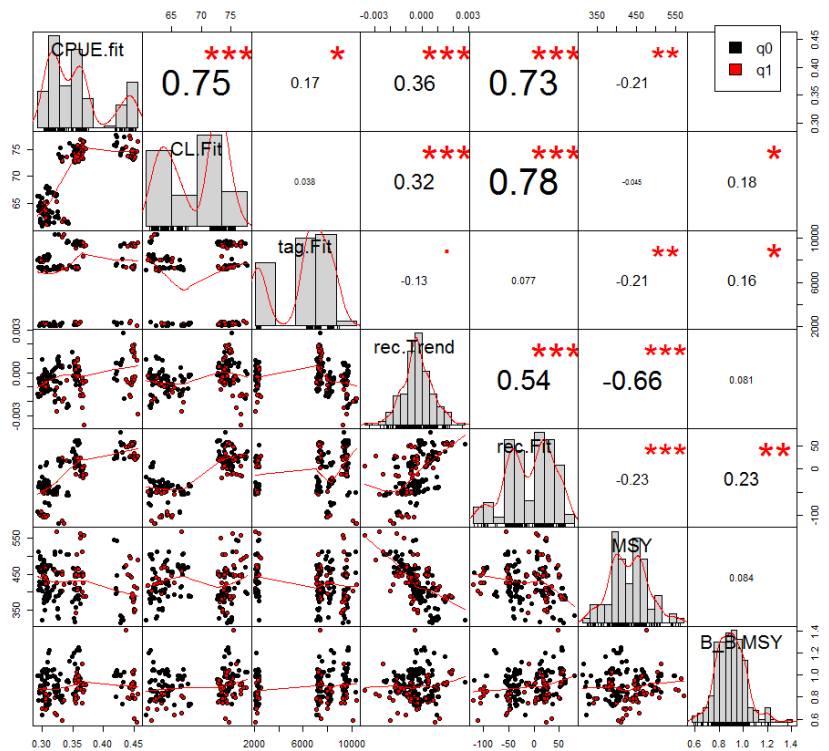 65 70 75
-0.003 0.000 0.003
350 450 550
CPUE.fit
0.75 ***
0.17 *
0.36 ***
0.73 ***
-0.21 **
0.30 0.35 0.40 0.45
q0
q1
65 70 75
CL.Fit
0.038
0.32 ***
0.78 ***
-0.045
0.18 *
tag.Fit
-0.13 .
0.077
-0.21 **
0.16 *
2000 6000 10000
-0.003 0.000 0.003
rec.Trend
0.54 ***
-0.66 ***
0.081
rec.Fit
-0.23 ***
0.23 **
-100 0 50
350 450 550
MSY
0.084
B_B.MSY
0.6 0.8 1.0 1.2 1.4
0.30 0.35 0.40 0.45
2000 6000 10000
-100 -50 0 50
0.6 0.8 1.0 1.2 1.4